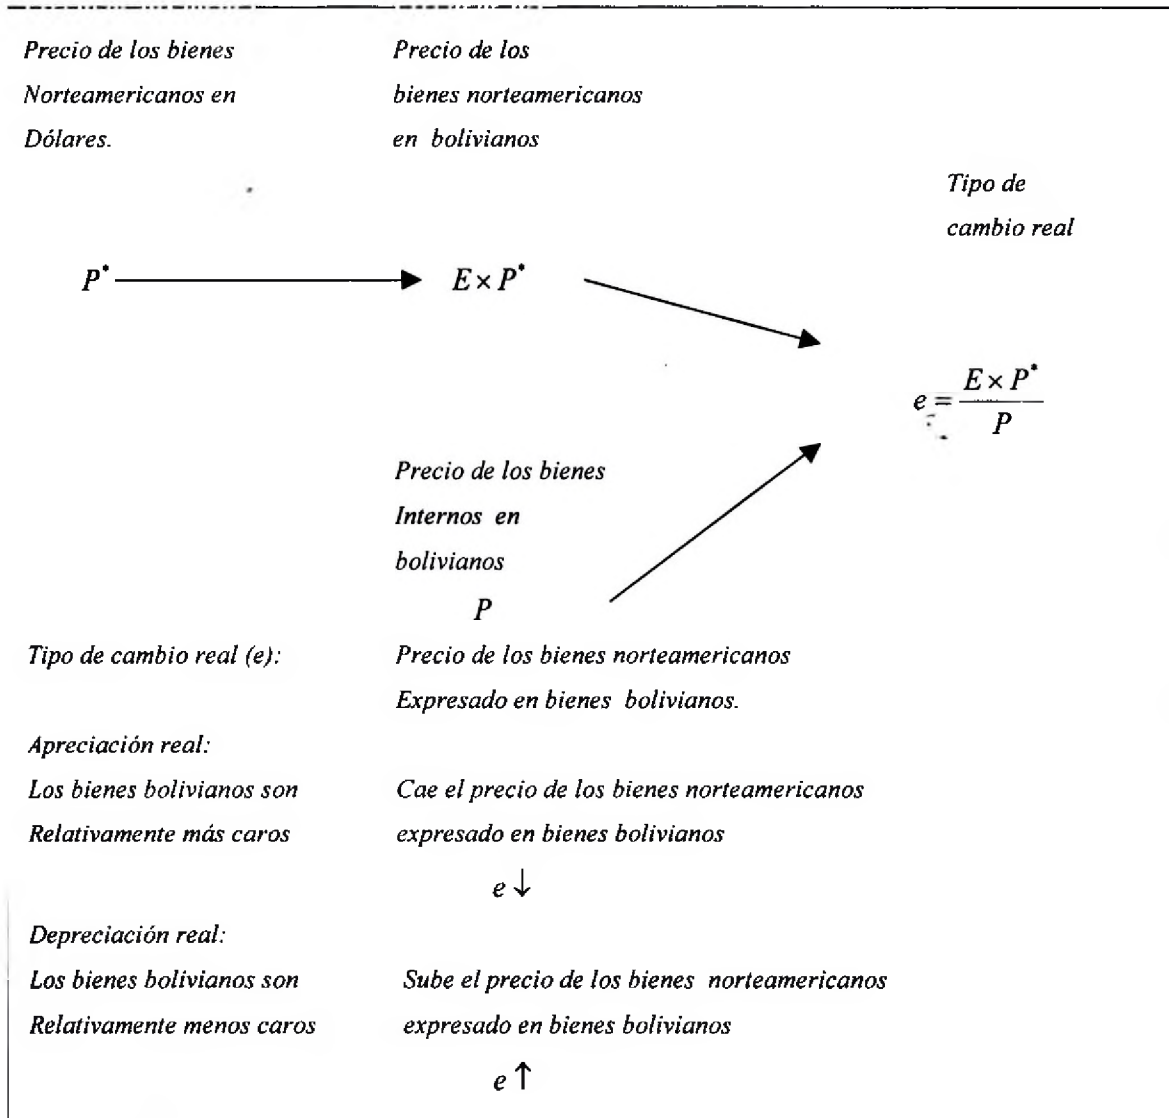 Precio de los bienes
Norteamericanos en
Dólares.
Precio de los
bienes norteamericanos
en bolivianos
Tipo de
cambio real
P*
E × P*
e = E × P* / P
Precio de los bienes
Internos en
bolivianos
P
Tipo de cambio real (e): Precio de los bienes norteamericanos
Expresado en bienes bolivianos.
Apreciación real:
Los bienes bolivianos son Cae el precio de los bienes norteamericanos
Relativamente más caros expresado en bienes bolivianos
e ↓
Depreciación real:
Los bienes bolivianos son Sube el precio de los bienes norteamericanos
Relativamente menos caros expresado en bienes bolivianos
e ↑